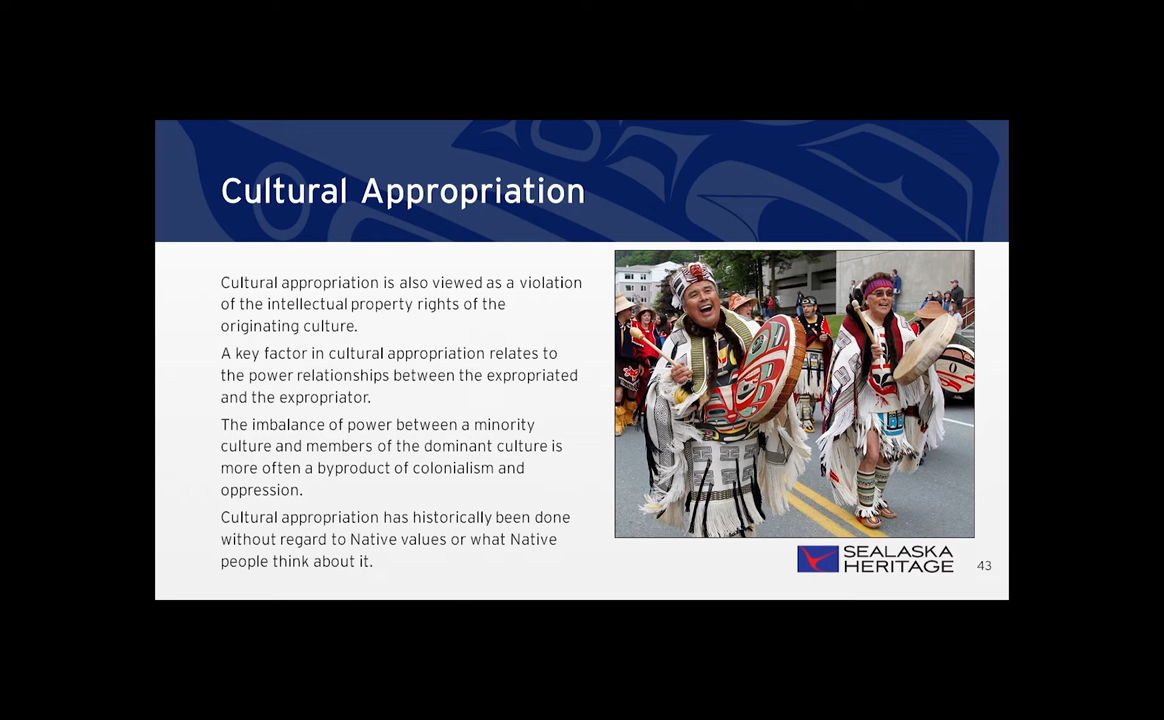 Cultural Appropriation
Cultural appropriation is also viewed as a violation
of the intellectual property rights of the
originating culture.
A key factor in cultural appropriation relates to
the power relationships between the expropriated
and the expropriator.
The imbalance of power between a minority
culture and members of the dominant culture is
more often a byproduct of colonialism and
oppression.
Cultural appropriation has historically been done
without regard to Native values or what Native
people think about it.
SEALASKA
HERITAGE
43